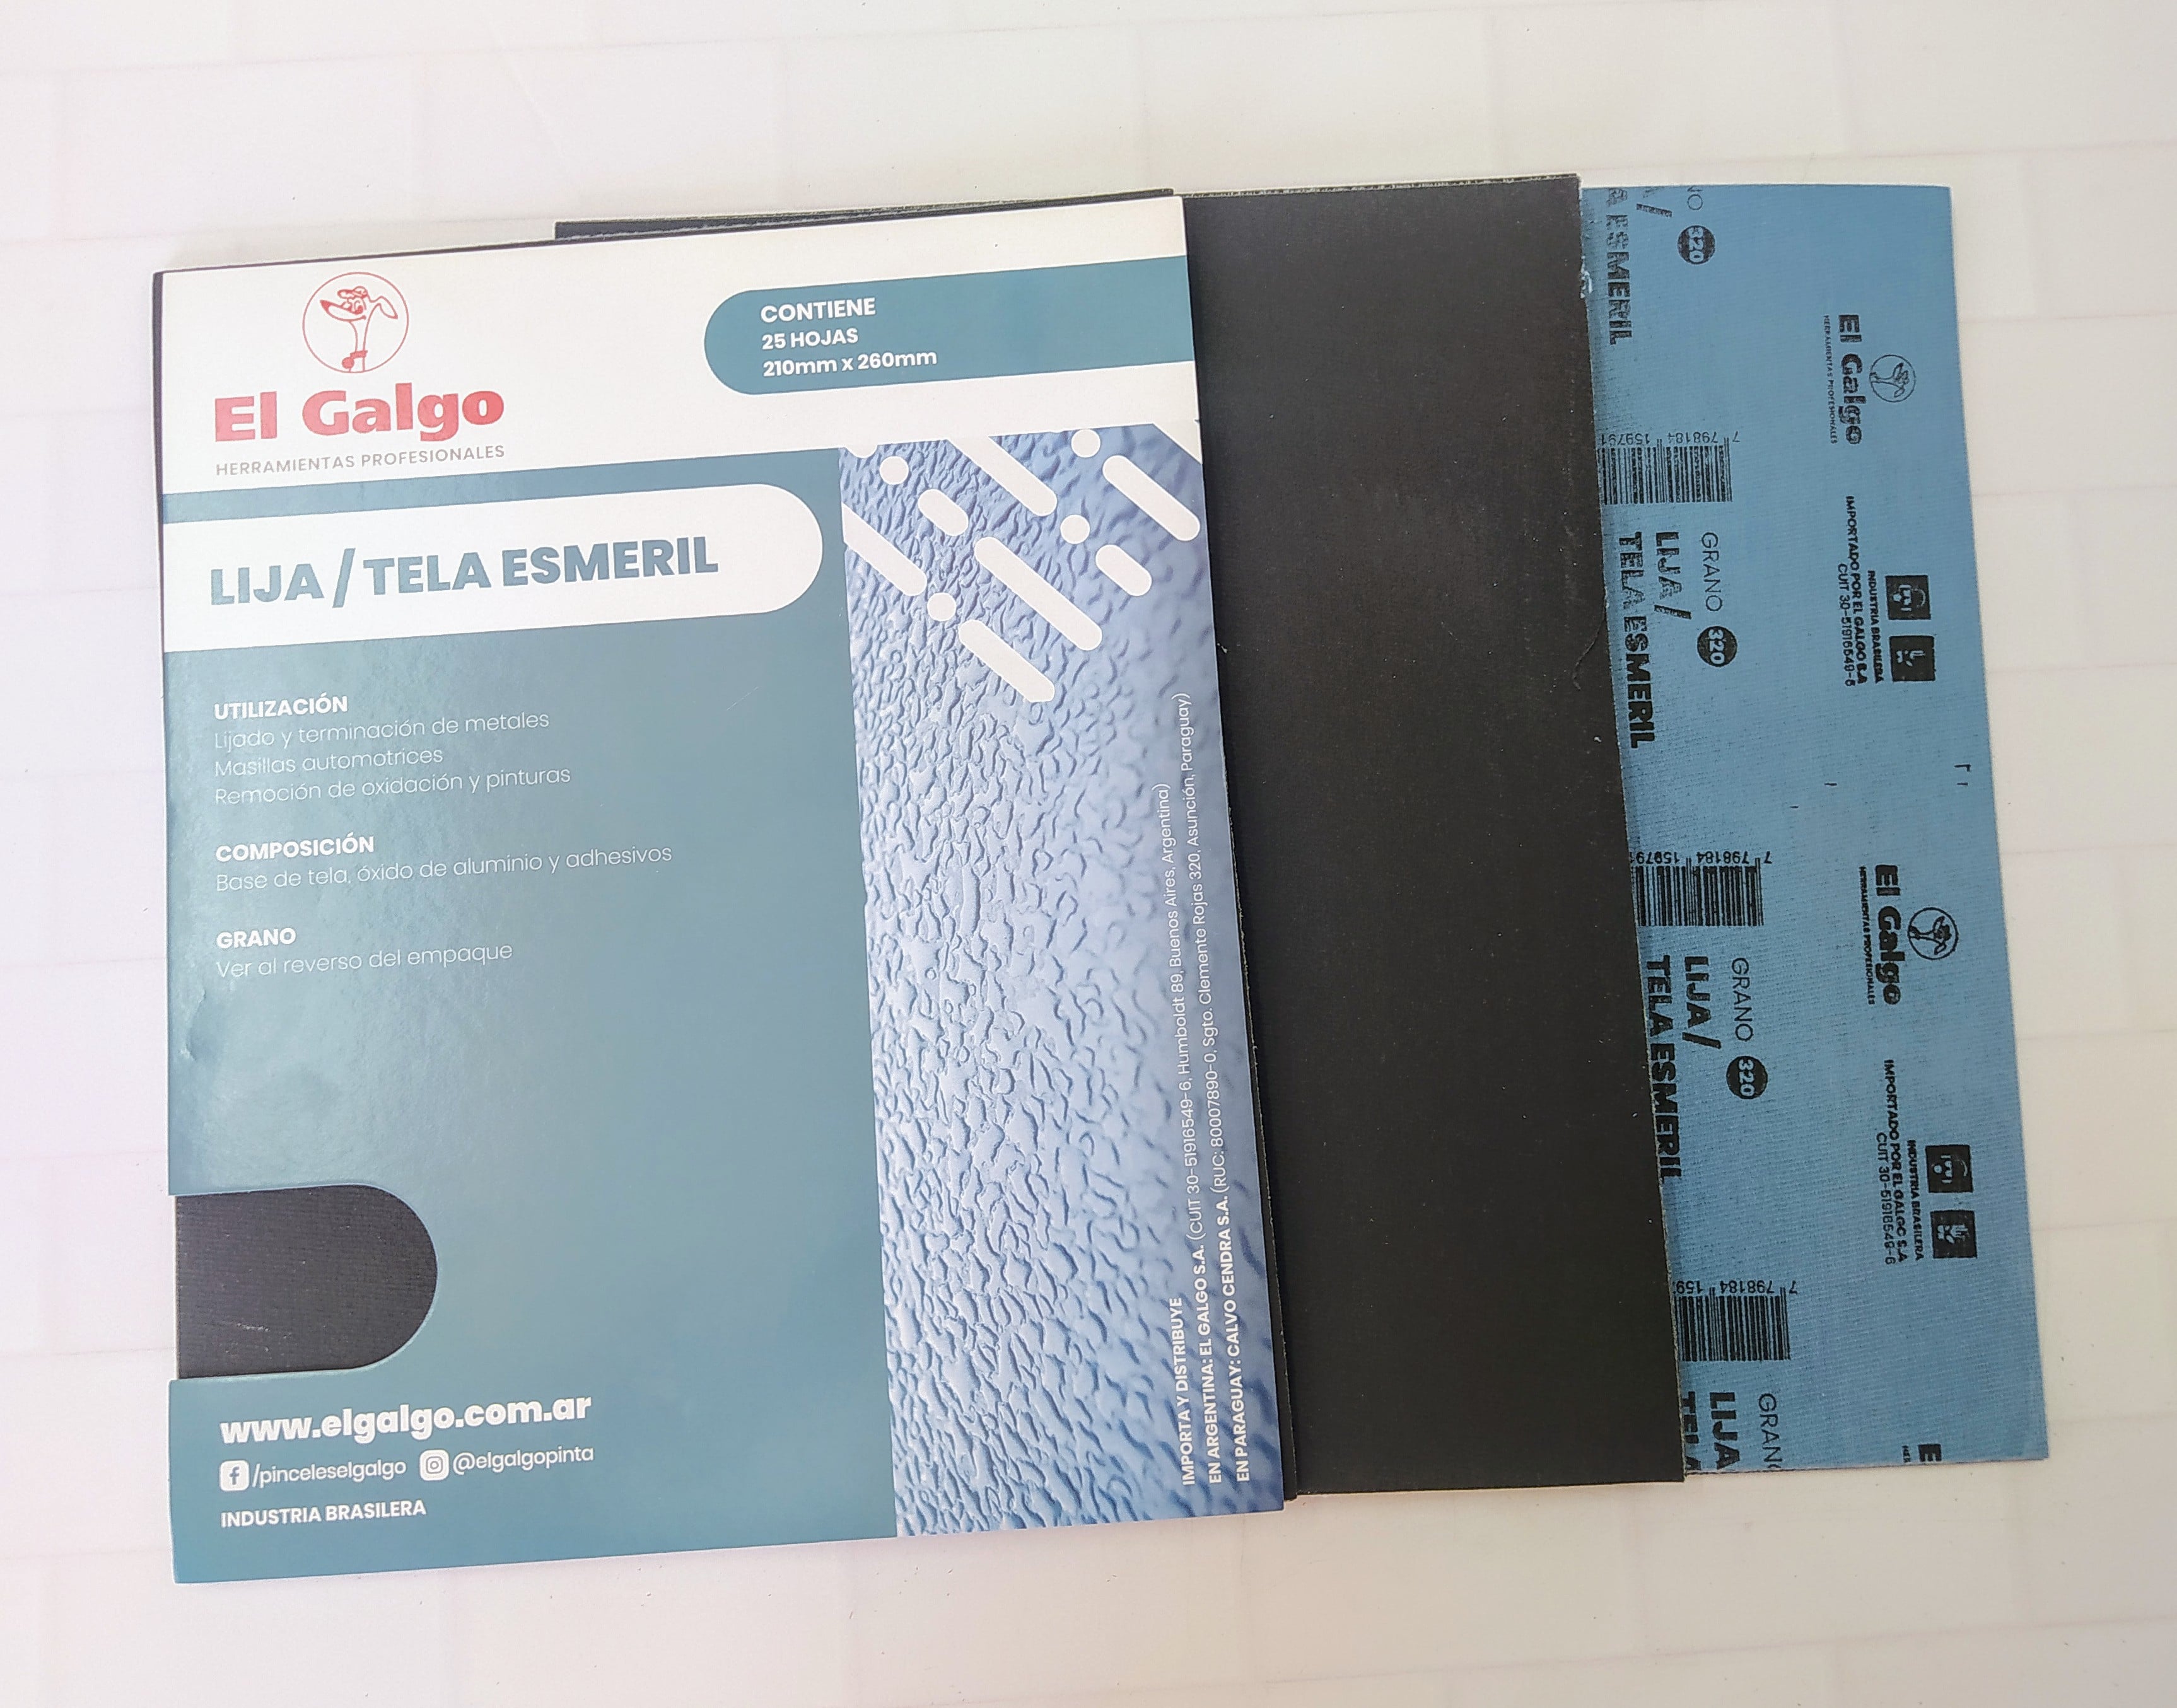 El Galgo
HERRAMIENTAS PROFESIONALES
CONTIENE
25 HOJAS
210mm x 260mm
LIJA / TELA ESMERIL
UTILIZACIÓN
Lijado y terminación de metales
Masillas automotrices
Remoción de oxidación y pinturas
COMPOSICIÓN
Base de tela, óxido de aluminio y adhesivos
GRANO
Ver al reverso del empaque
www.elgalgo.com.ar
/pinceleselgalgo @elgalgopinta
INDUSTRIA BRASILERA
IMPORTA Y DISTRIBUYE
EN ARGENTINA: EL GALGO S.A. (CUIT 30-51916549-6, Humboldt 89, Buenos Aires, Argentina)
EN PARAGUAY: CALVO CENDRA S.A. (RUC: 80007890-0, Sgto. Clemente Rojas 320, Asunción, Paraguay)
320
ESMERIL
El Galgo
HERRAMIENTAS PROFESIONALES
7 798184 159791
GRANO 320
LIJA /
TELA ESMERIL
INDUSTRIA BRASILERA
IMPORTADO POR EL GALGO S.A
CUIT 30-51916549-6
7 798184 159791
GRANO 320
LIJA /
TELA ESMERIL
El Galgo
HERRAMIENTAS PROFESIONALES
INDUSTRIA BRASILERA
IMPORTADO POR EL GALGO S.A
CUIT 30-51916549-6
7 798184 159
LIJA